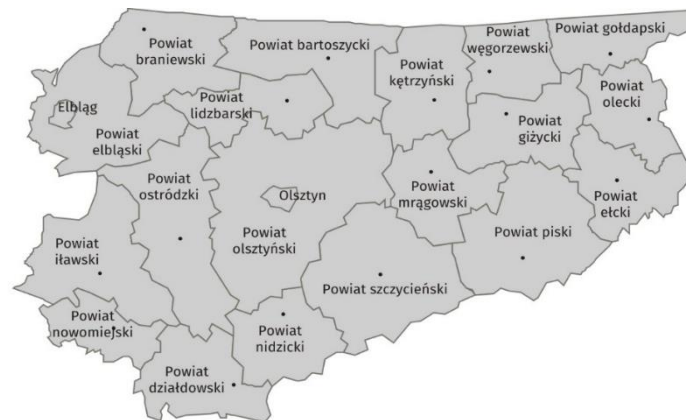 Powiat
braniewski
Powiat bartoszycki
Powiat
kętrzyński
Powiat
węgorzewski
Powiat gołdapski
Elbląg
Powiat
elbląski
Powiat
lidzbarski
Powiat
giżycki
Powiat
olecki
Powiat
ostródzki
Olsztyn
Powiat
olsztyński
Powiat
mrągowski
Powiat
ełcki
Powiat
iławski
Powiat piski
Powiat szczycieński
Powiat
nowomiejski
Powiat
nidzicki
Powiat
działdowski